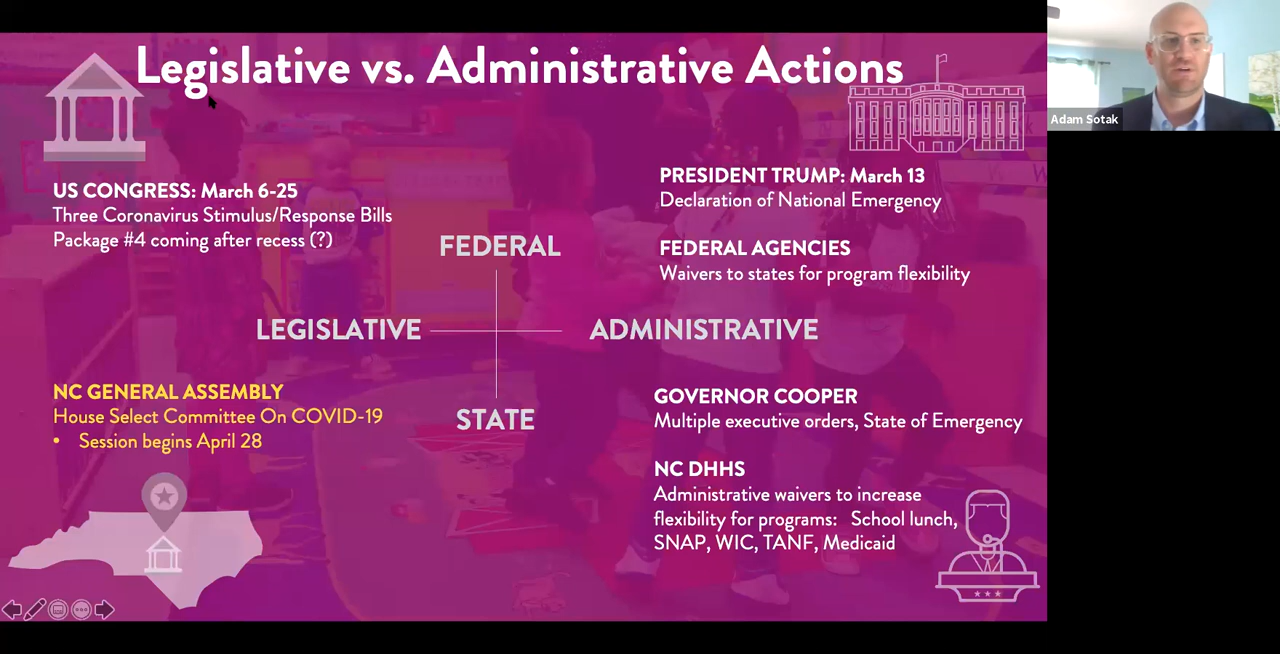 Legislative vs. Administrative Actions
Adam Sotak
US CONGRESS: March 6-25
Three Coronavirus Stimulus/Response Bills
Package #4 coming after recess (?)
PRESIDENT TRUMP: March 13
Declaration of National Emergency
FEDERAL AGENCIES
Waivers to states for program flexibility
FEDERAL
LEGISLATIVE
ADMINISTRATIVE
STATE
NC GENERAL ASSEMBLY
House Select Committee On COVID-19
• Session begins April 28
GOVERNOR COOPER
Multiple executive orders, State of Emergency
NC DHHS
Administrative waivers to increase
flexibility for programs: School lunch,
SNAP, WIC, TANF, Medicaid